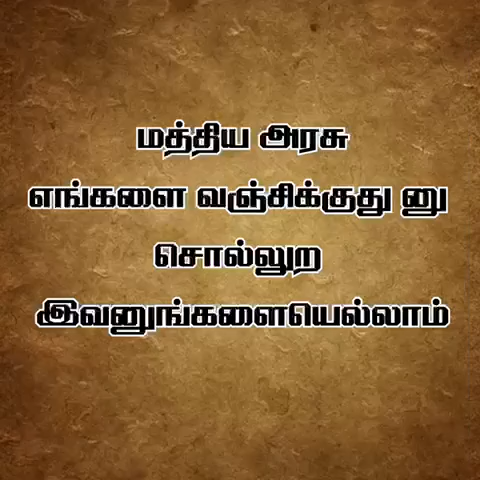 மத்திய அரசு
எங்களை வஞ்சிக்குது னு
சொல்லுற
இவனுங்களையெல்லாம்